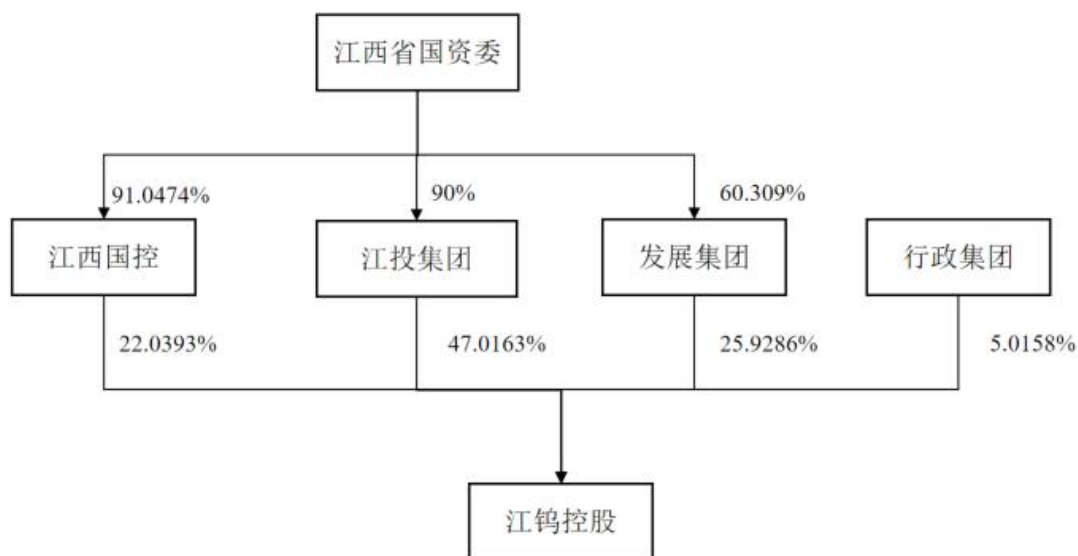 江西省国资委
91.0474%
90%
60.309%
江西国控
江投集团
发展集团
行政集团
22.0393%
47.0163%
25.9286%
5.0158%
江钨控股